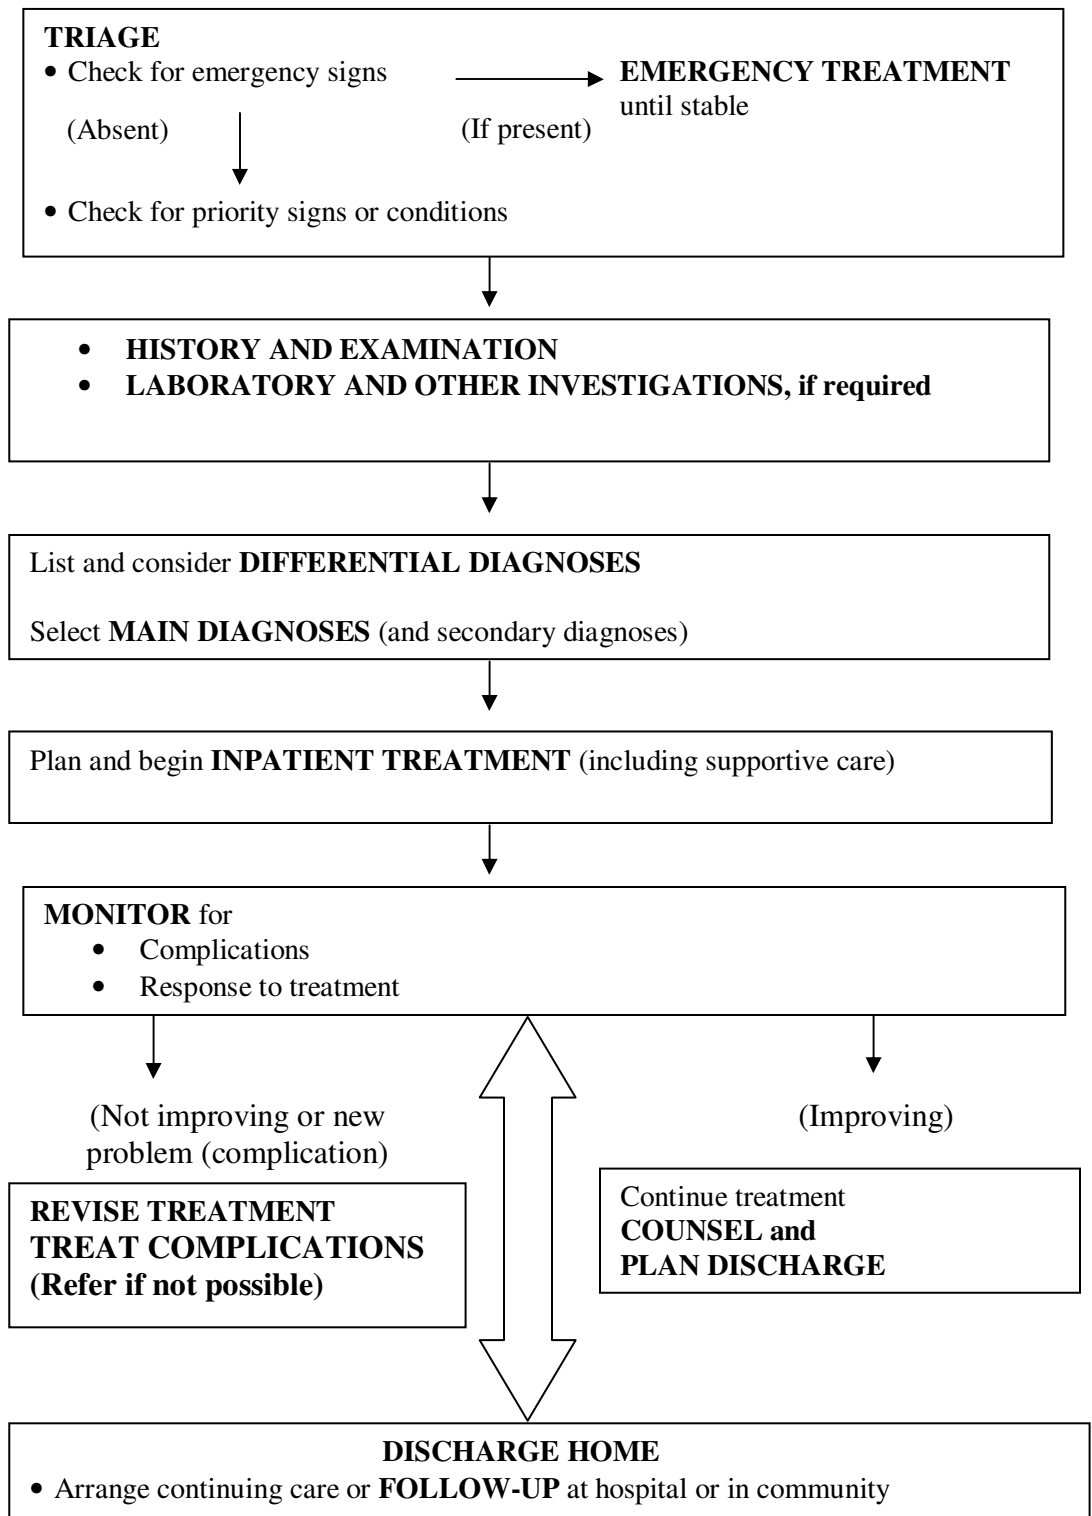 TRIAGE
• Check for emergency signs
EMERGENCY TREATMENT
until stable
(Absent)
(If present)
• Check for priority signs or conditions
• HISTORY AND EXAMINATION
• LABORATORY AND OTHER INVESTIGATIONS, if required
List and consider DIFFERENTIAL DIAGNOSES
Select MAIN DIAGNOSES (and secondary diagnoses)
Plan and begin INPATIENT TREATMENT (including supportive care)
MONITOR for
• Complications
• Response to treatment
(Not improving or new
problem (complication)
(Improving)
REVISE TREATMENT
TREAT COMPLICATIONS
(Refer if not possible)
Continue treatment
COUNSEL and
PLAN DISCHARGE
DISCHARGE HOME
• Arrange continuing care or FOLLOW-UP at hospital or in community